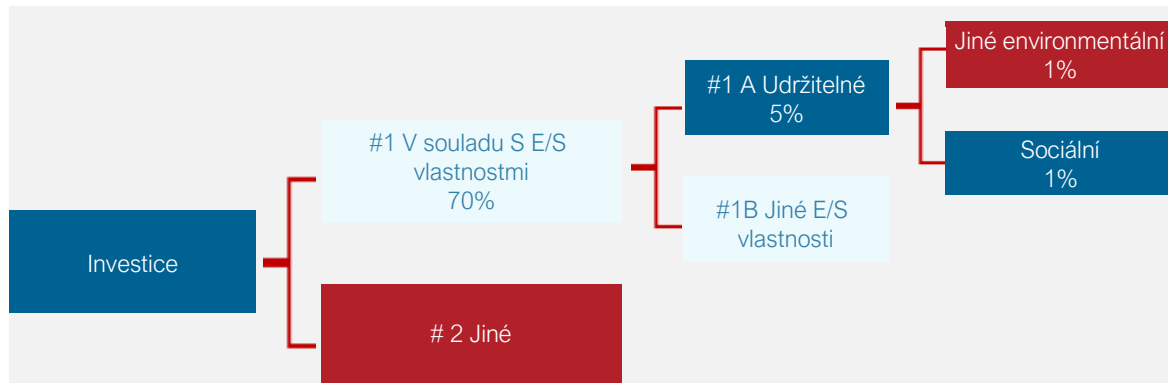 Investice
#1 V souladu S E/S
vlastnostmi
70%
# 2 Jiné
#1 A Udržitelné
5%
#1B Jiné E/S
vlastnosti
Jiné environmentální
1%
Sociální
1%